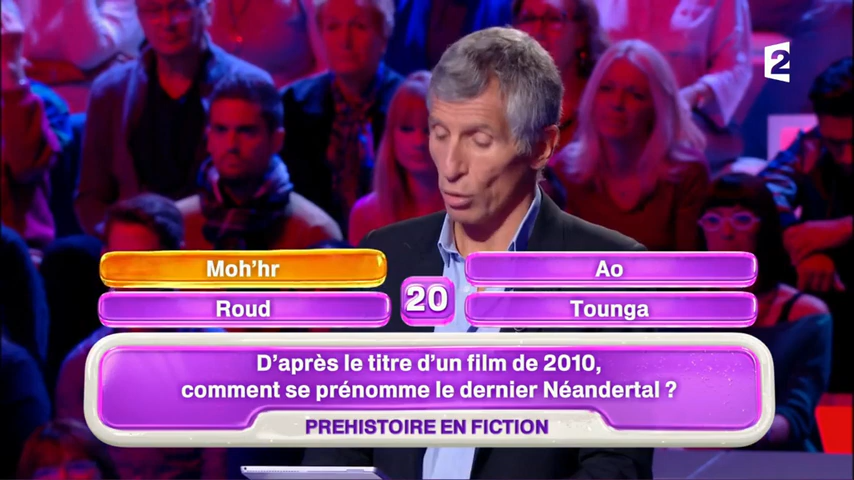 2
Moh'hr
Ao
20
Roud
Tounga
D'après le titre d'un film de 2010,
comment se prénomme le dernier Néandertal ?
PREHISTOIRE EN FICTION